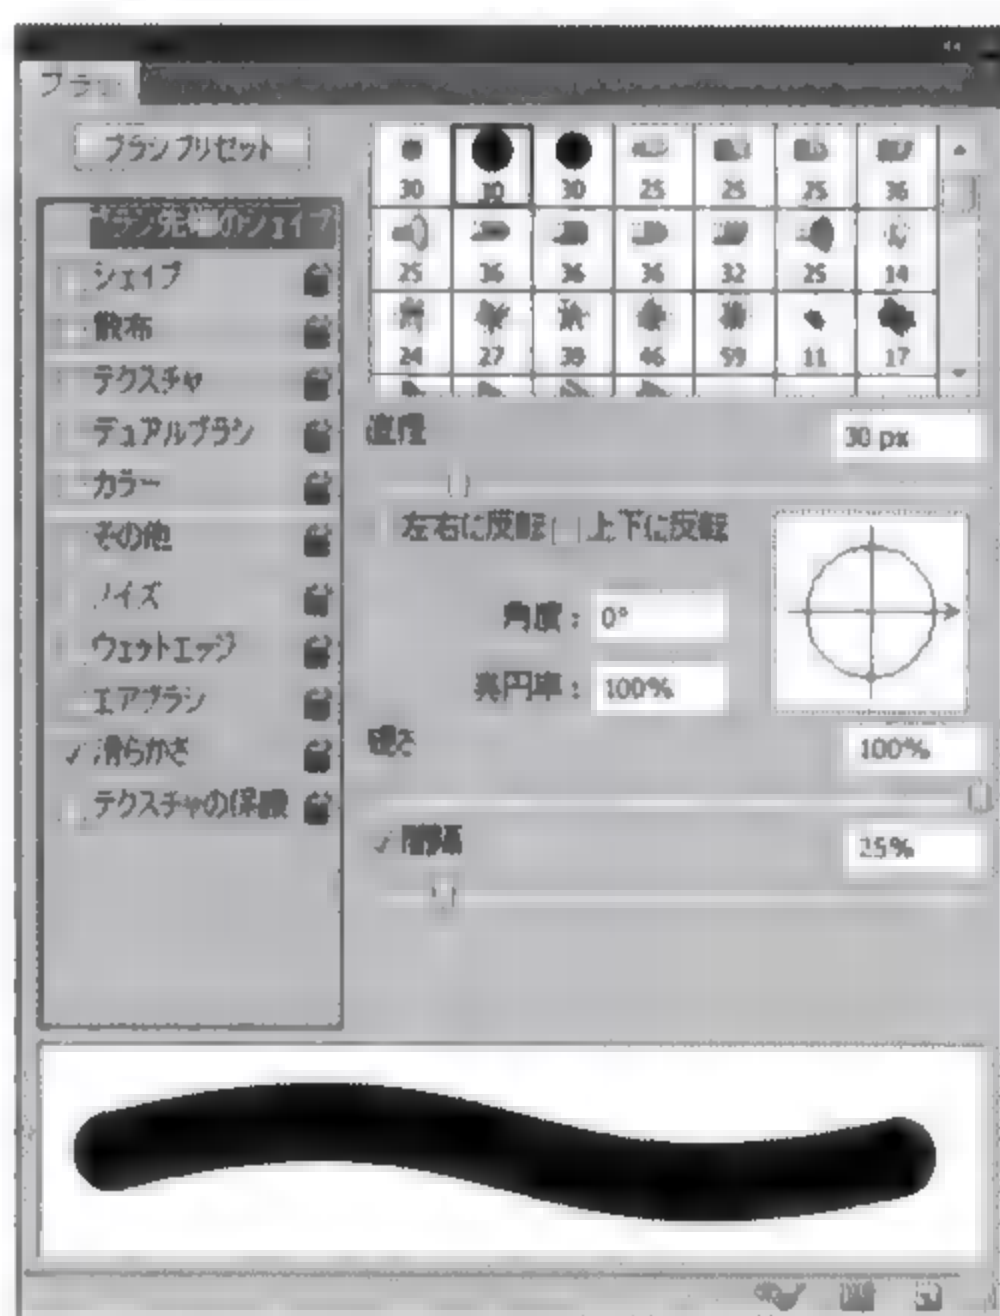 ブラシ
ブラシプリセット
ブラシ先端のシェイプ
シェイプ
散布
テクスチャ
デュアルブラシ
カラー
その他
ノイズ
ウェットエッジ
エアブラシ
✓ 滑らかさ
テクスチャの保護
30 30 30 25 25 25 36
25 36 36 36 32 25 14
24 27 39 46 59 11 17
直径 30 px
左右に反転 上下に反転
角度 : 0°
真円率 : 100%
硬さ 100%
✓ 間隔 25%